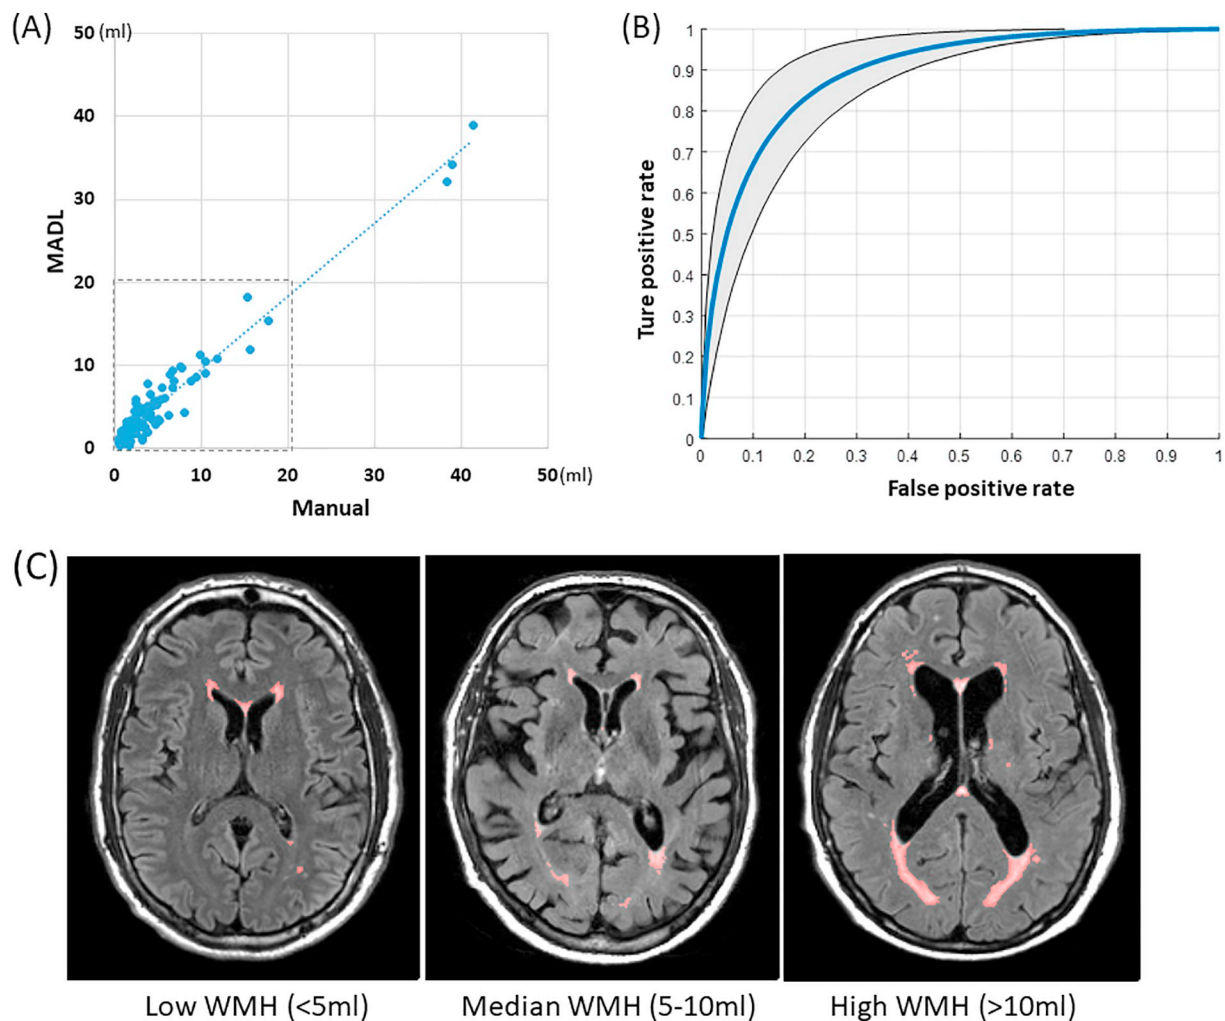 (A)
50 (ml)
40
30
20
10
0
MADL
0 10 20 30 40 50 (ml)
Manual
(B)
1
0.9
0.8
0.7
0.6
0.5
0.4
0.3
0.2
0.1
0
Ture positive rate
0 0.1 0.2 0.3 0.4 0.5 0.6 0.7 0.8 0.9 1
False positive rate
(C)
Low WMH (<5ml)
Median WMH (5-10ml)
High WMH (>10ml)